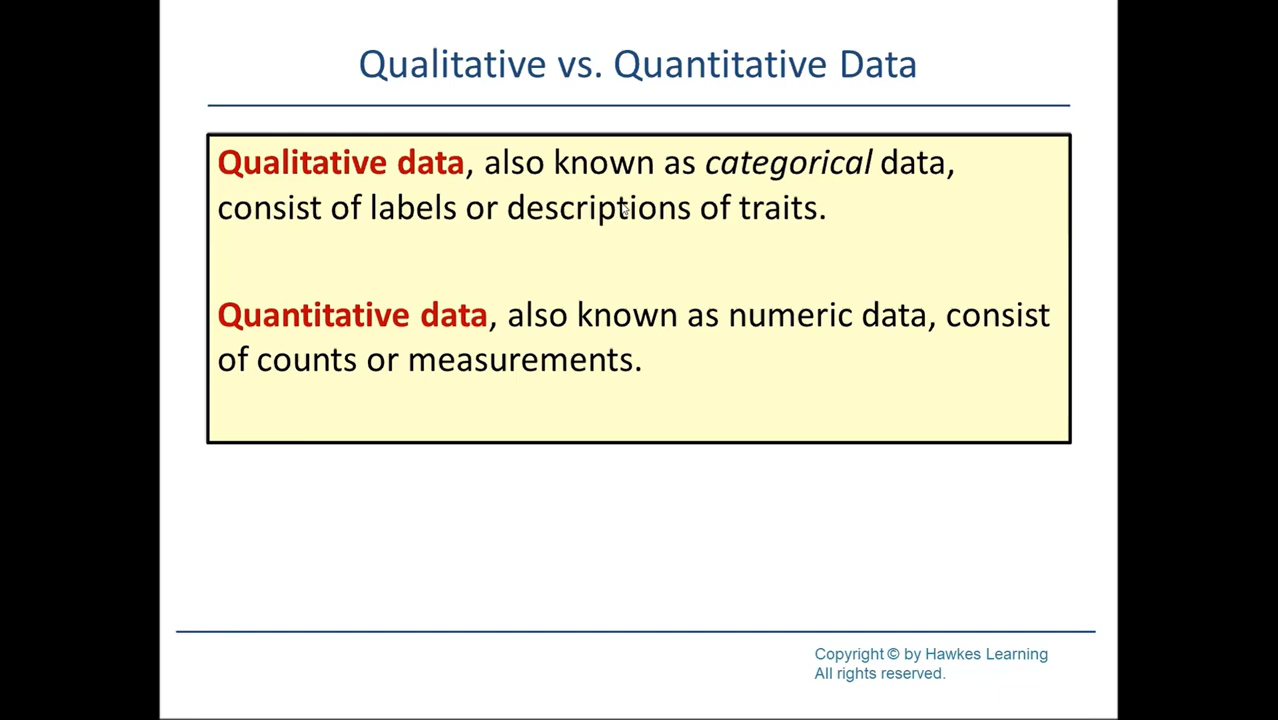 Qualitative vs. Quantitative Data
Qualitative data, also known as categorical data,
consist of labels or descriptions of traits.
Quantitative data, also known as numeric data, consist
of counts or measurements.
Copyright © by Hawkes Learning
All rights reserved.